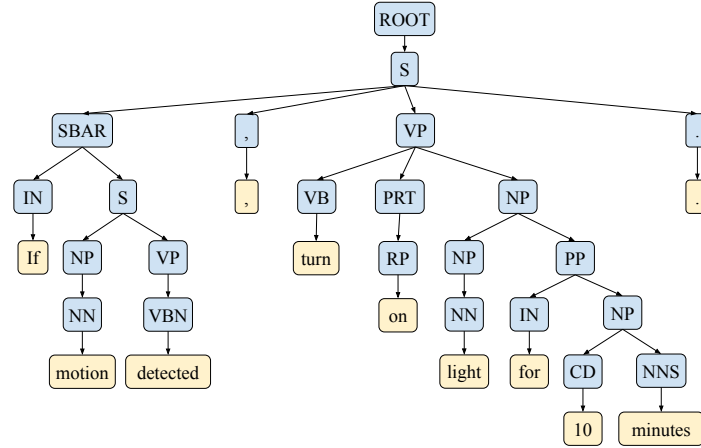 ROOT
S
SBAR , VP .
IN S , VB PRT NP .
If NP VP turn RP NP PP
NN VBN on NN IN NP
motion detected light for CD NNS
10 minutes